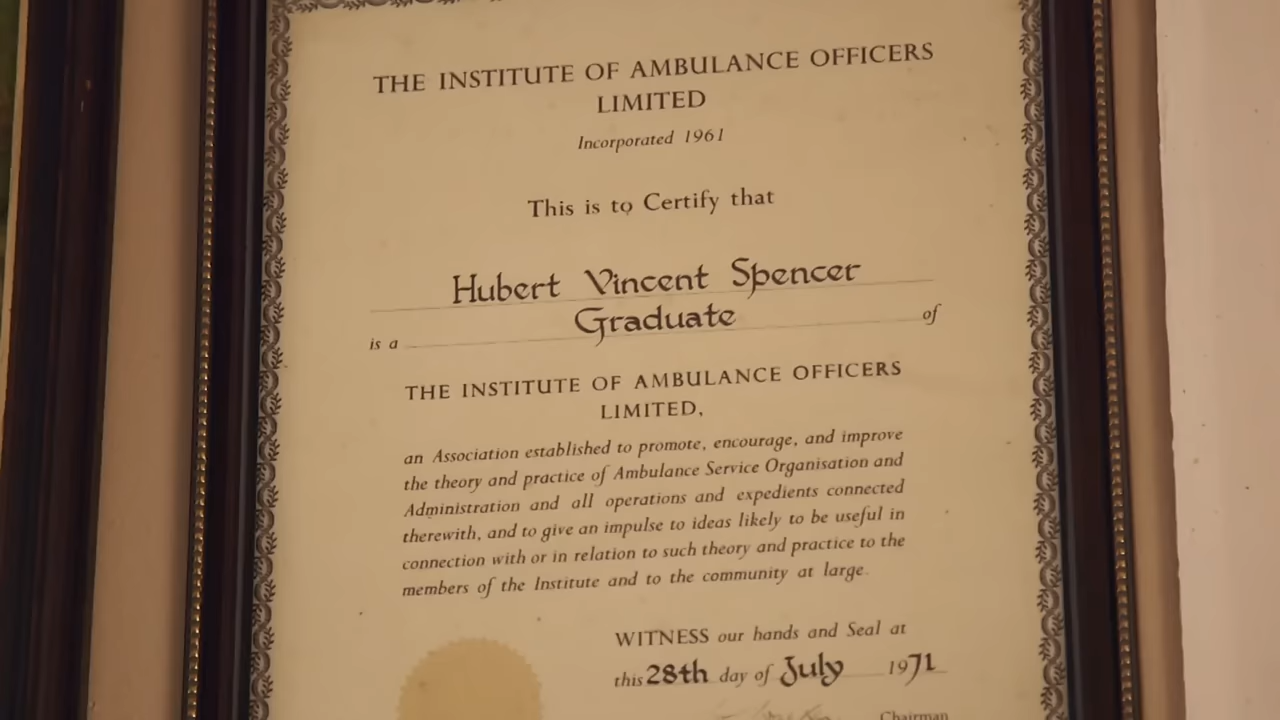 THE INSTITUTE OF AMBULANCE OFFICERS
LIMITED
Incorporated 1961
This is to Certify that
Hubert Vincent Spencer
is a Graduate of
THE INSTITUTE OF AMBULANCE OFFICERS
LIMITED,
an Association established to promote, encourage, and improve
the theory and practice of Ambulance Service Organisation and
Administration and all operations and expedients connected
therewith, and to give an impulse to ideas likely to be useful in
connection with or in relation to such theory and practice to the
members of the Institute and to the community at large.
WITNESS our hands and Seal at
this 28th day of July 1971
Chairman